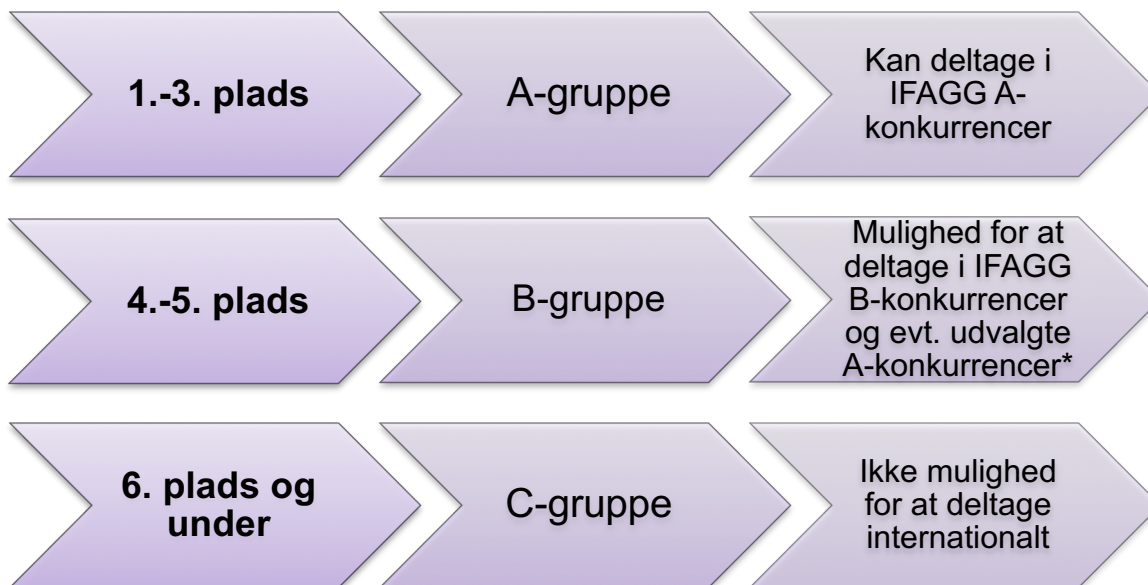 1.-3. plads
A-gruppe
Kan deltage i
IFAGG A-
konkurrencer
4.-5. plads
B-gruppe
Mulighed for at
deltage i IFAGG
B-konkurrencer
og evt. udvalgte
A-konkurrencer*
6. plads og
under
C-gruppe
Ikke mulighed
for at deltage
internationalt